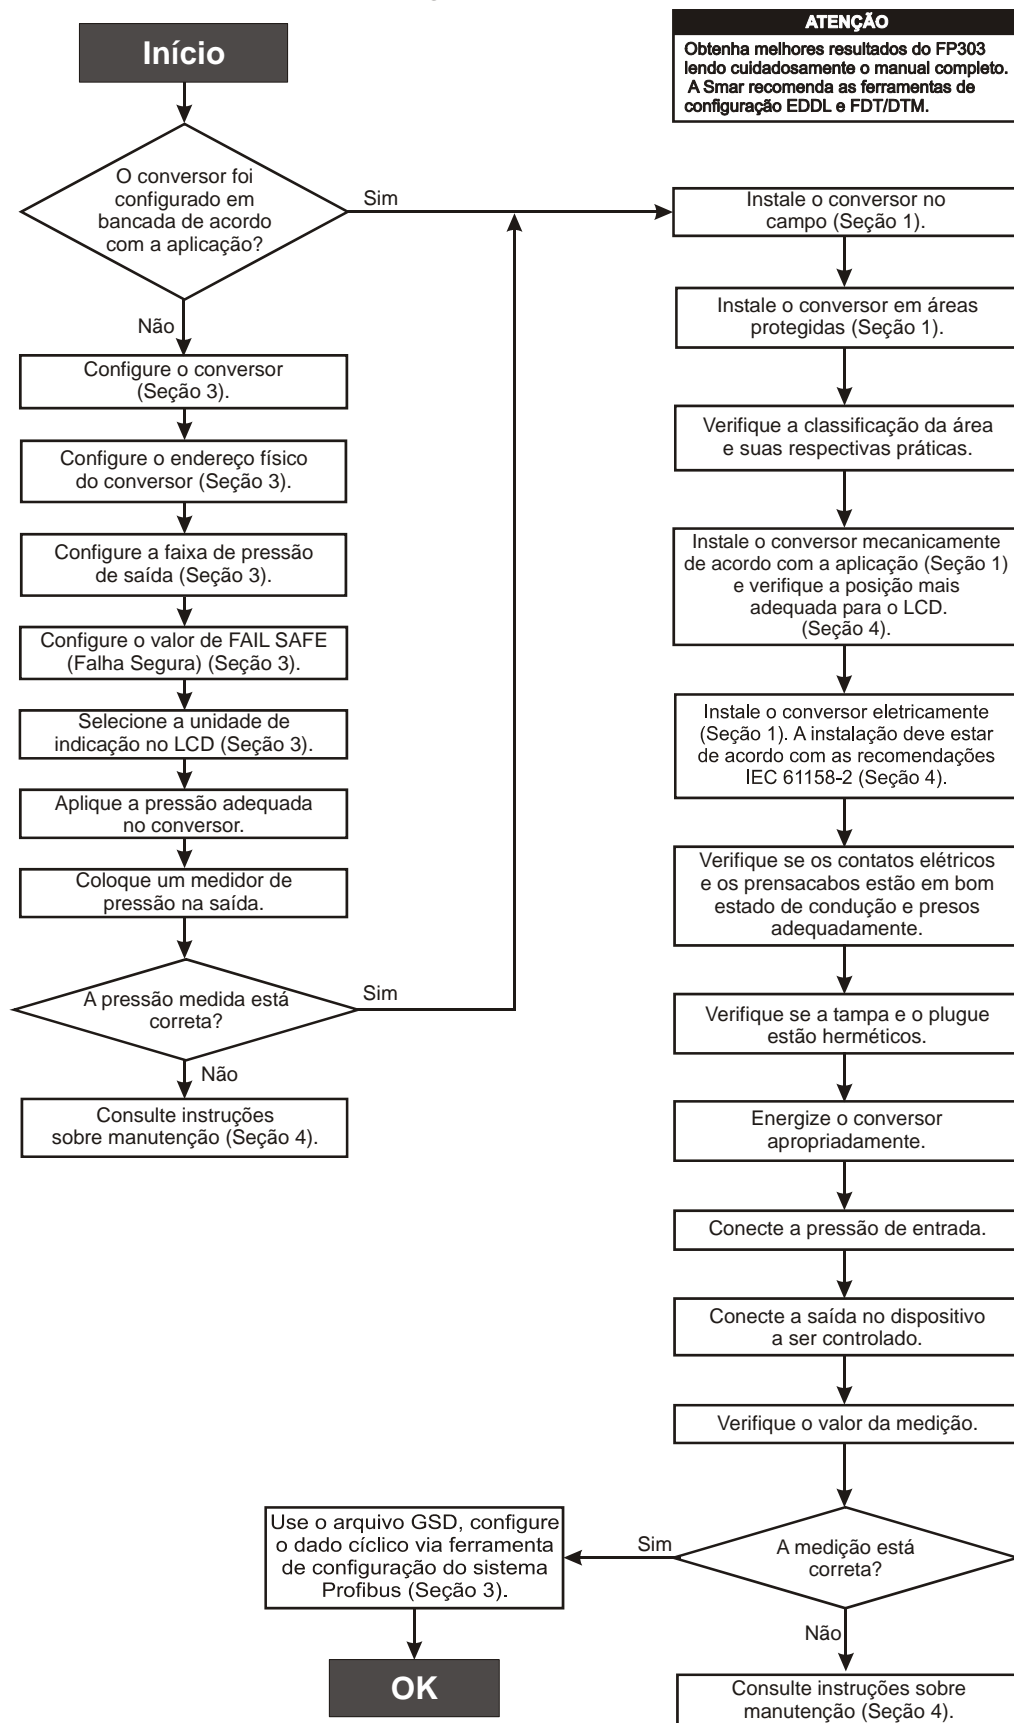 Início
ATENÇÃO
Obtenha melhores resultados do FP303
lendo cuidadosamente o manual completo.
A Smar recomenda as ferramentas de
configuração EDDL e FDT/DTM.
O conversor foi
configurado em
bancada de acordo
com a aplicação?
Sim
Não
Configure o conversor
(Seção 3).
Configure o endereço físico
do conversor (Seção 3).
Configure a faixa de pressão
de saída (Seção 3).
Configure o valor de FAIL SAFE
(Falha Segura) (Seção 3).
Selecione a unidade de
indicação no LCD (Seção 3).
Aplique a pressão adequada
no conversor.
Coloque um medidor de
pressão na saída.
A pressão medida está
correta?
Sim
Não
Consulte instruções
sobre manutenção (Seção 4).
Instale o conversor no
campo (Seção 1).
Instale o conversor em áreas
protegidas (Seção 1).
Verifique a classificação da área
e suas respectivas práticas.
Instale o conversor mecanicamente
de acordo com a aplicação (Seção 1)
e verifique a posição mais
adequada para o LCD.
(Seção 4).
Instale o conversor eletricamente
(Seção 1). A instalação deve estar
de acordo com as recomendações
IEC 61158-2 (Seção 4).
Verifique se os contatos elétricos
e os prensacabos estão em bom
estado de condução e presos
adequadamente.
Verifique se a tampa e o plugue
estão herméticos.
Energize o conversor
apropriadamente.
Conecte a pressão de entrada.
Conecte a saída no dispositivo
a ser controlado.
Verifique o valor da medição.
A medição está
correta?
Sim
Não
Use o arquivo GSD, configure
o dado cíclico via ferramenta
de configuração do sistema
Profibus (Seção 3).
OK
Consulte instruções sobre
manutenção (Seção 4).